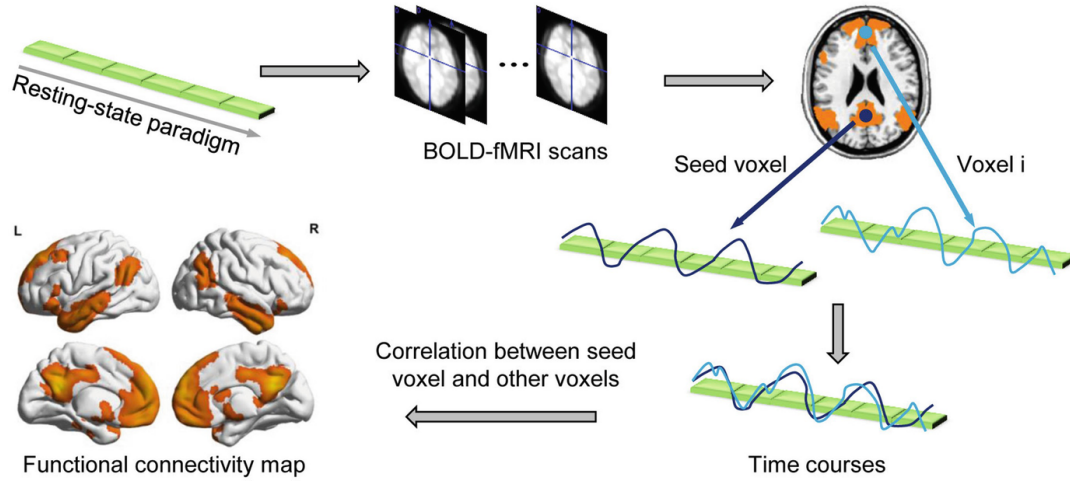 Resting-state paradigm
BOLD-fMRI scans
Seed voxel
Voxel i
L
R
Correlation between seed
voxel and other voxels
Functional connectivity map
Time courses